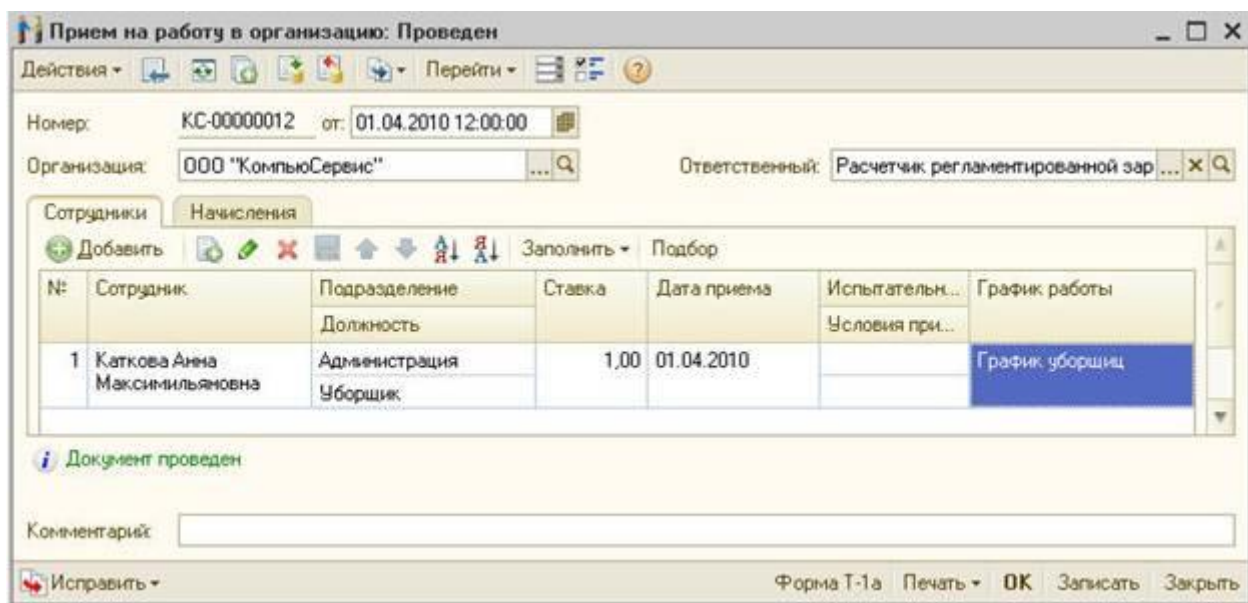 Прием на работу в организацию: Проведен
Действия Перейти
Номер: КС-00000012 от: 01.04.2010 12:00:00
Организация: ООО "КомпьюСервис" ... Ответственный: Расчетчик регламентированной зар ...
Сотрудники Начисления
Добавить Заполнить Подбор
№ Сотрудник Подразделение Ставка Дата приема Испытательн... График работы
Должность Условия при...
1 Каткова Анна Администрация 1,00 01.04.2010 График уборщиц
Максимильяновна Уборщик
Документ проведен
Комментарий:
Исправить Форма Т-1а Печать OK Записать Закрыть